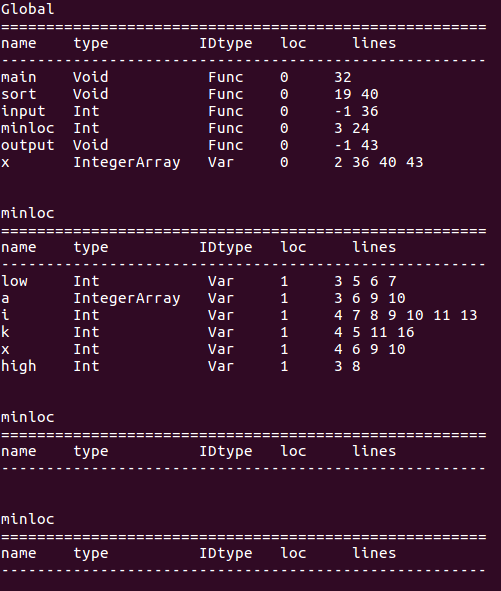 Global
======================================================
name    type          IDtype   loc     lines
------------------------------------------------------
main    Void           Func    0     32
sort    Void           Func    0     19 40
input   Int            Func    0     -1 36
minloc  Int            Func    0     3 24
output  Void           Func    0     -1 43
x       IntegerArray   Var     0     2 36 40 43
minloc
======================================================
name    type          IDtype   loc     lines
------------------------------------------------------
low     Int            Var     1     3 5 6 7
a       IntegerArray   Var     1     3 6 9 10
i       Int            Var     1     4 7 8 9 10 11 13
k       Int            Var     1     4 5 11 16
x       Int            Var     1     4 6 9 10
high    Int            Var     1     3 8
minloc
======================================================
name    type          IDtype   loc     lines
------------------------------------------------------
minloc
======================================================
name    type          IDtype   loc     lines
------------------------------------------------------